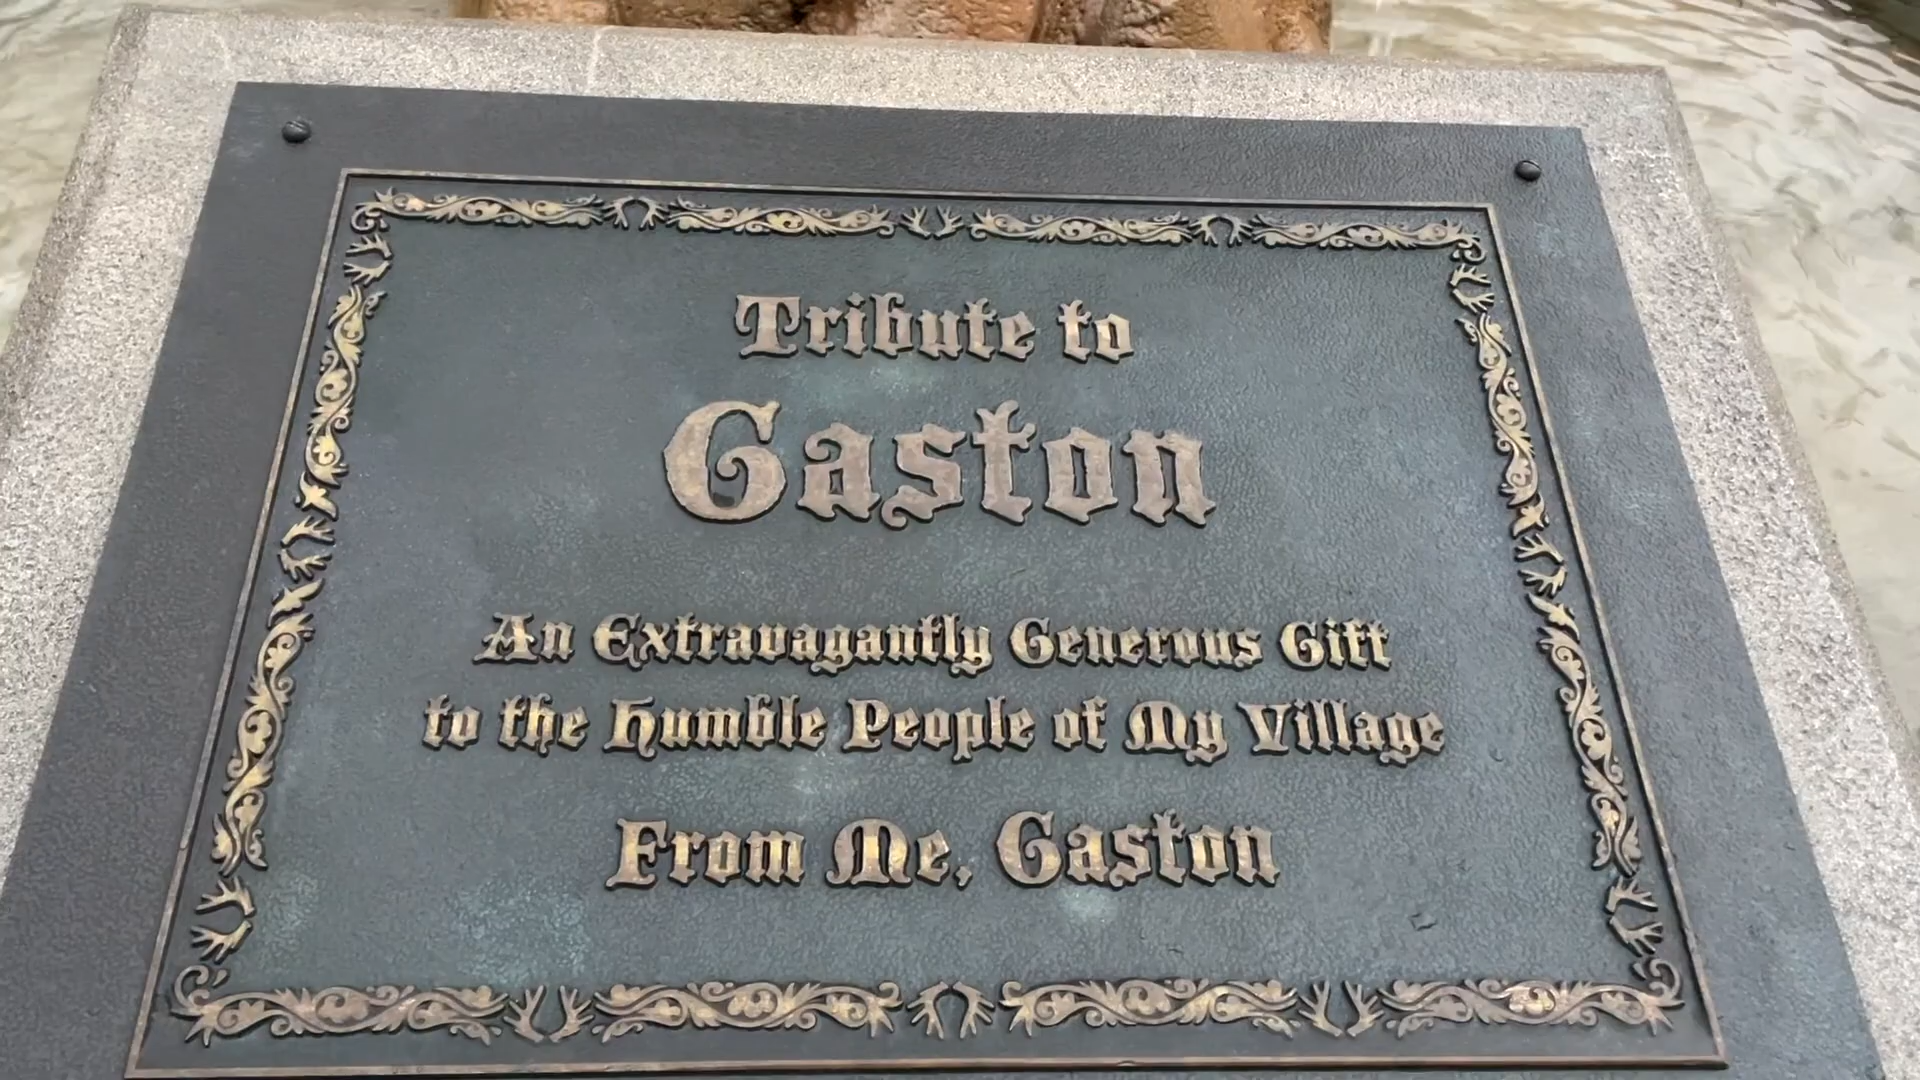 Tribute to
Gaston
An Extravagantly Generous Gift
to the Humble People of My Village
From Me, Gaston